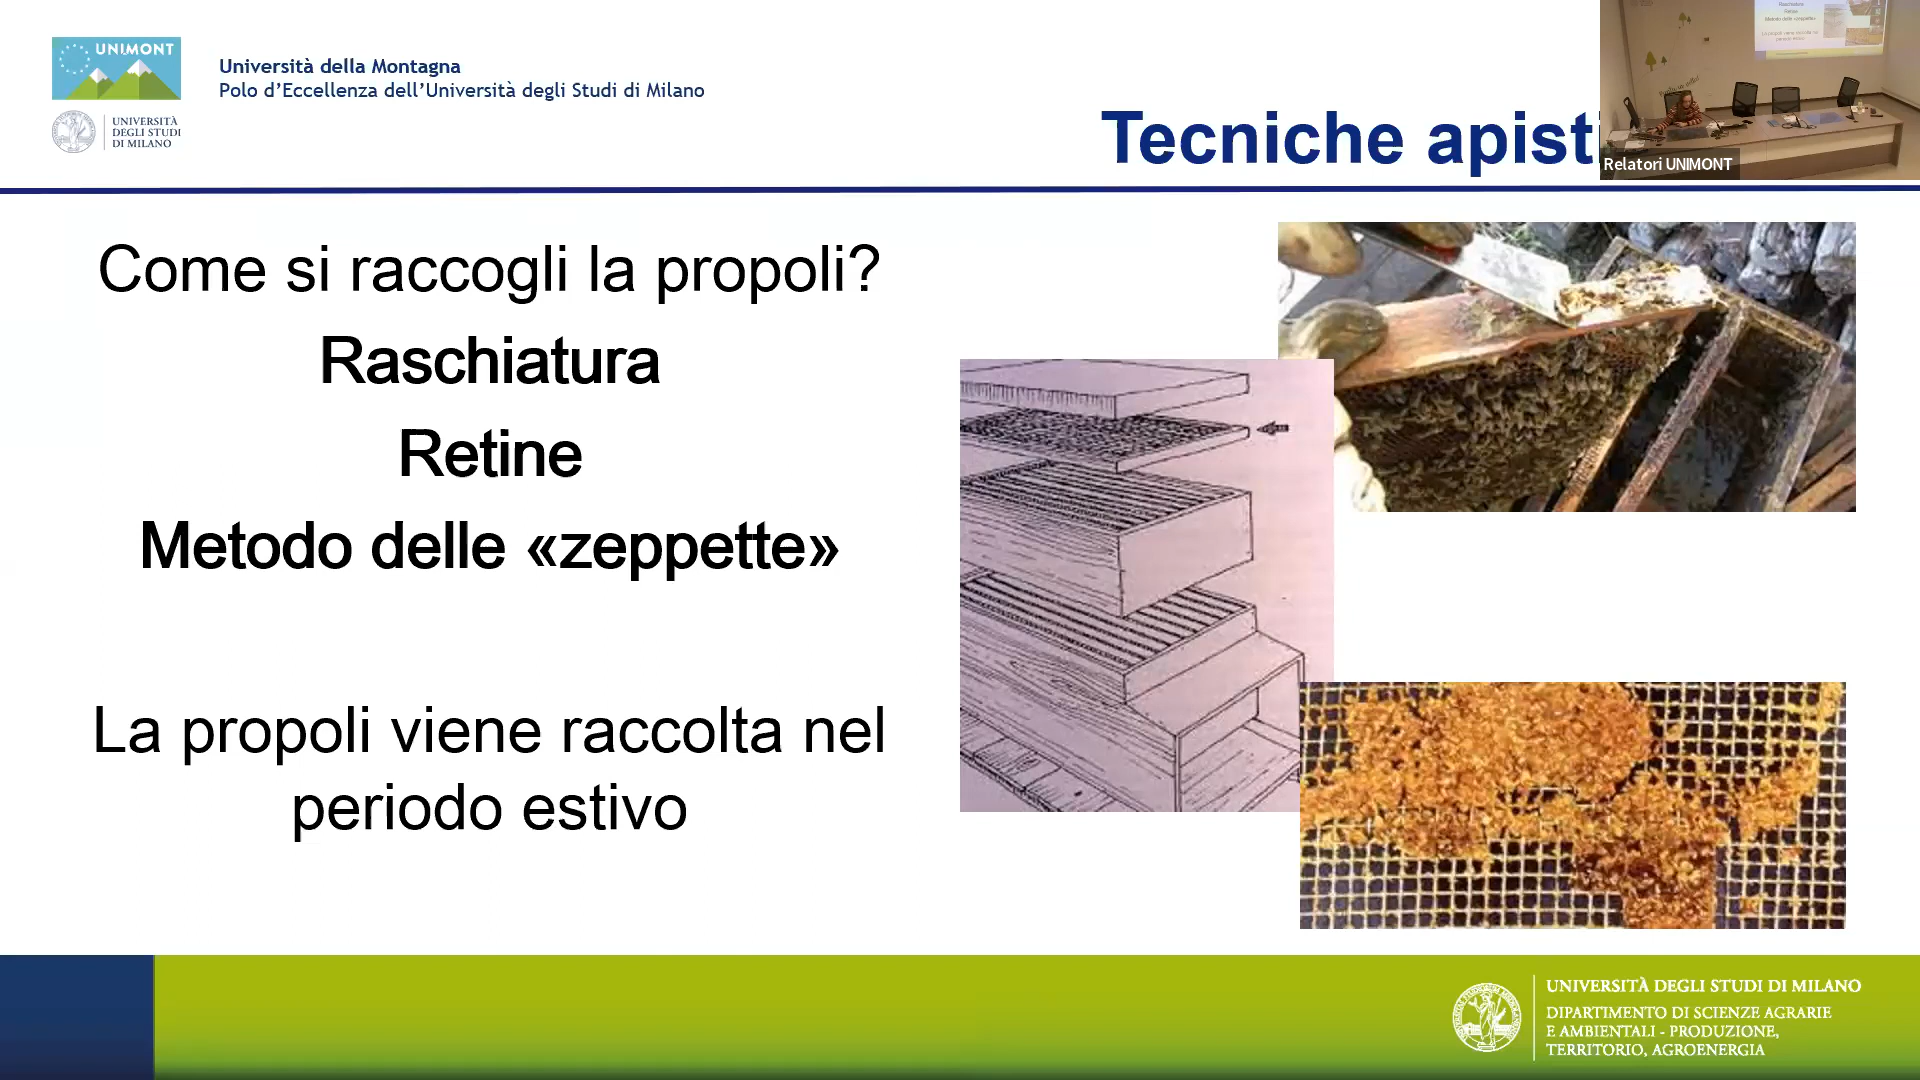 UNIMONT
UNIVERSITÀ
DEGLI STUDI
DI MILANO
Università della Montagna
Polo d'Eccellenza dell'Università degli Studi di Milano
Tecniche apisti
Relatori UNIMONT
Come si raccogli la propoli?
Raschiatura
Retine
Metodo delle «zeppette»
La propoli viene raccolta nel
periodo estivo
UNIVERSITÀ DEGLI STUDI DI MILANO
DIPARTIMENTO DI SCIENZE AGRARIE
E AMBIENTALI - PRODUZIONE,
TERRITORIO, AGROENERGIA